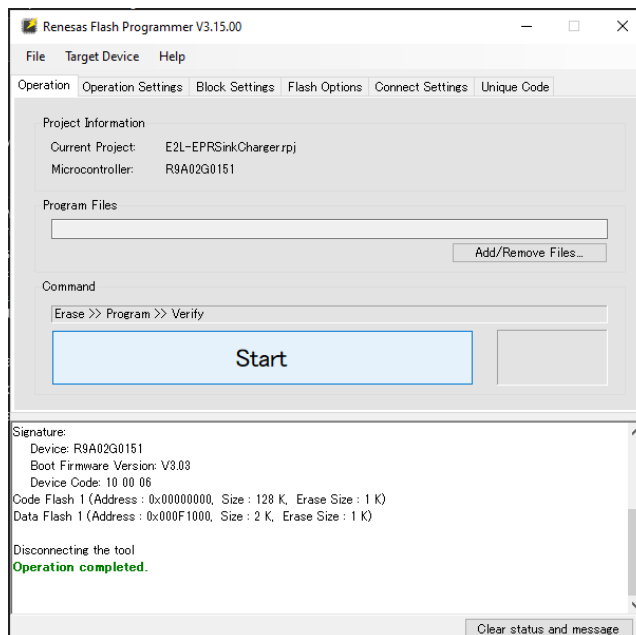 Renesas Flash Programmer V3.15.00
File Target Device Help
Operation Operation Settings Block Settings Flash Options Connect Settings Unique Code
Project Information
Current Project: E2L-EPRSinkCharger.rpj
Microcontroller: R9A02G0151
Program Files
Add/Remove Files...
Command
Erase >> Program >> Verify
Start
Signature:
Device: R9A02G0151
Boot Firmware Version: V3.03
Device Code: 10 00 06
Code Flash 1 (Address : 0x00000000, Size : 128 K, Erase Size : 1 K)
Data Flash 1 (Address : 0x000F1000, Size : 2 K, Erase Size : 1 K)
Disconnecting the tool
Operation completed.
Clear status and message